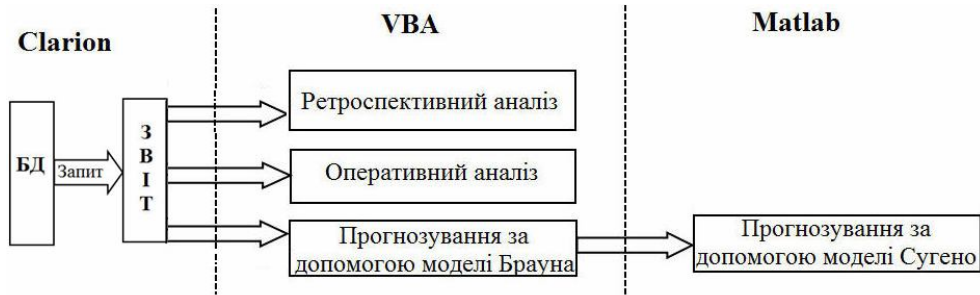 Clarion
VBA
Matlab
БД
Запит
З
В
І
Т
Ретроспективний аналіз
Оперативний аналіз
Прогнозування за
допомогою моделі Брауна
Прогнозування за
допомогою моделі Сугено